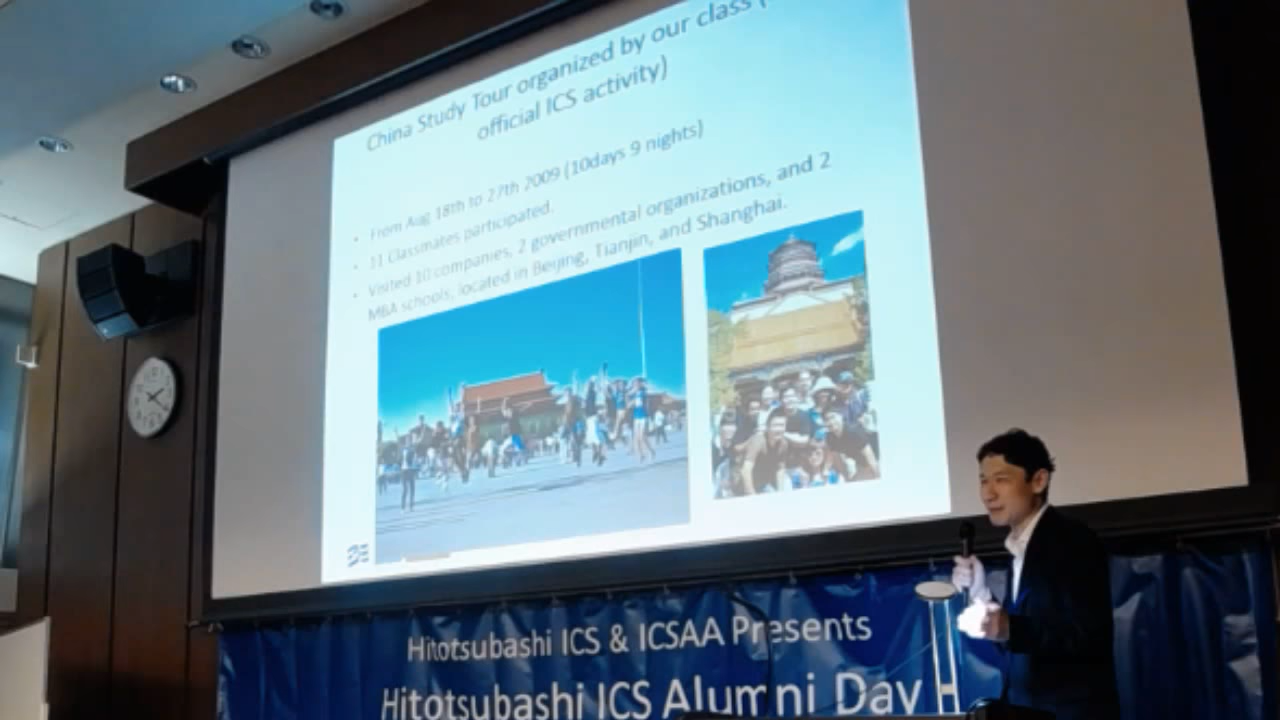 China Study Tour organized by our class (
official ICS activity)
• From Aug 18th to 27th 2009 (10days 9 nights)
• 11 Classmates participated.
• Visited 10 companies, 2 governmental organizations, and 2
MBA schools, located in Beijing, Tianjin, and Shanghai.
Hitotsubashi ICS & ICSAA Presents
Hitotsubashi ICS Alumni Day